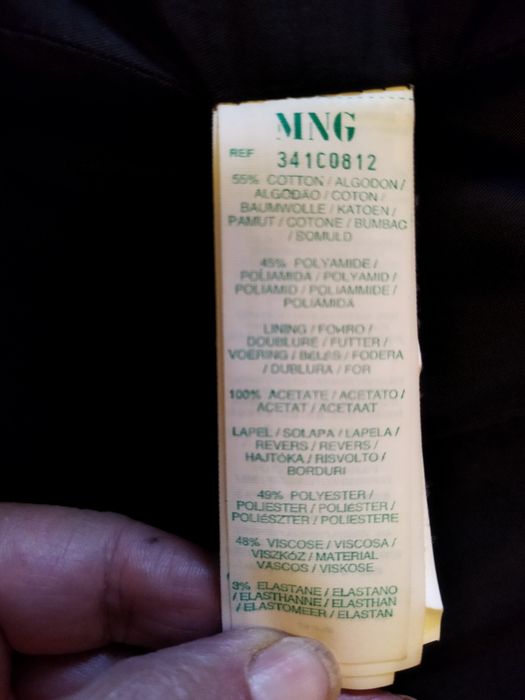 MNG
REF 341C0812
55% COTTON / ALGODON /
ALGODÃO / COTON /
BAUMWOLLE / KATOEN /
PAMUT / COTONE / BUMBAC
/ BOMULD
45% POLYAMIDE /
POLIAMIDA / POLYAMID /
POLIAMID / POLIAMMIDE /
POLIAMIDA
LINING / FORRO /
DOUBLURE / FUTTER /
VOERING / BÉLÉS / FODERA
/ DUBLURA / FOR
100% ACETATE / ACETATO /
ACETAT / ACETAAT
LAPEL / SOLAPA / LAPELA /
REVERS / REVERS /
HAJTÓKA / RISVOLTO /
BORDURI
49% POLYESTER /
POLIESTER / POLIÉSTER /
POLIÉSZTER / POLIESTERE
48% VISCOSE / VISCOSA /
VISZKÓZ / MATERIAL
VASCOS / VISKOSE
3% ELASTANE / ELASTANO
/ ELASTHANNE / ELASTHAN
/ ELASTOMEER / ELASTAN